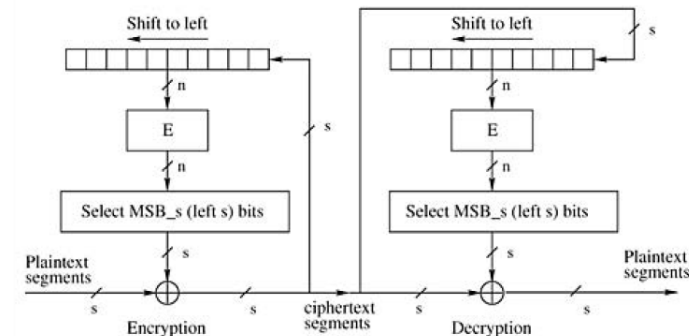 Shift to left
Shift to left
s
n
s
n
E
E
n
n
Select MSB_s (left s) bits
Select MSB_s (left s) bits
s
s
Plaintext
segments
Plaintext
segments
s
s
ciphertext
segments
s
s
Encryption
Decryption